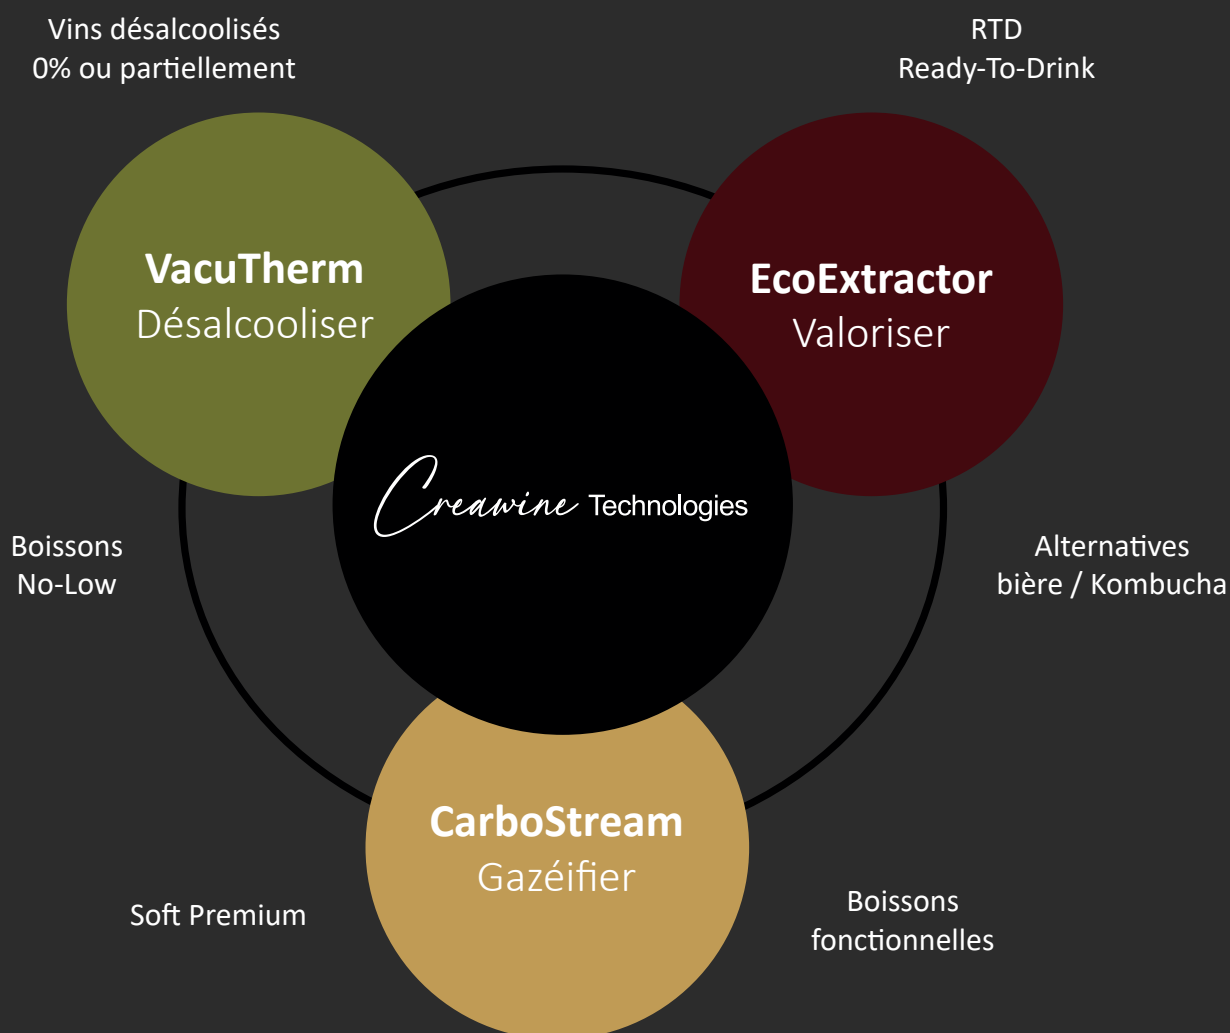 Vins désalcoolisés
0% ou partiellement
RTD
Ready-To-Drink
VacuTherm
Désalcooliser
EcoExtractor
Valoriser
Creawine Technologies
Boissons
No-Low
Alternatives
bière / Kombucha
CarboStream
Gazéifier
Soft Premium
Boissons
fonctionnelles